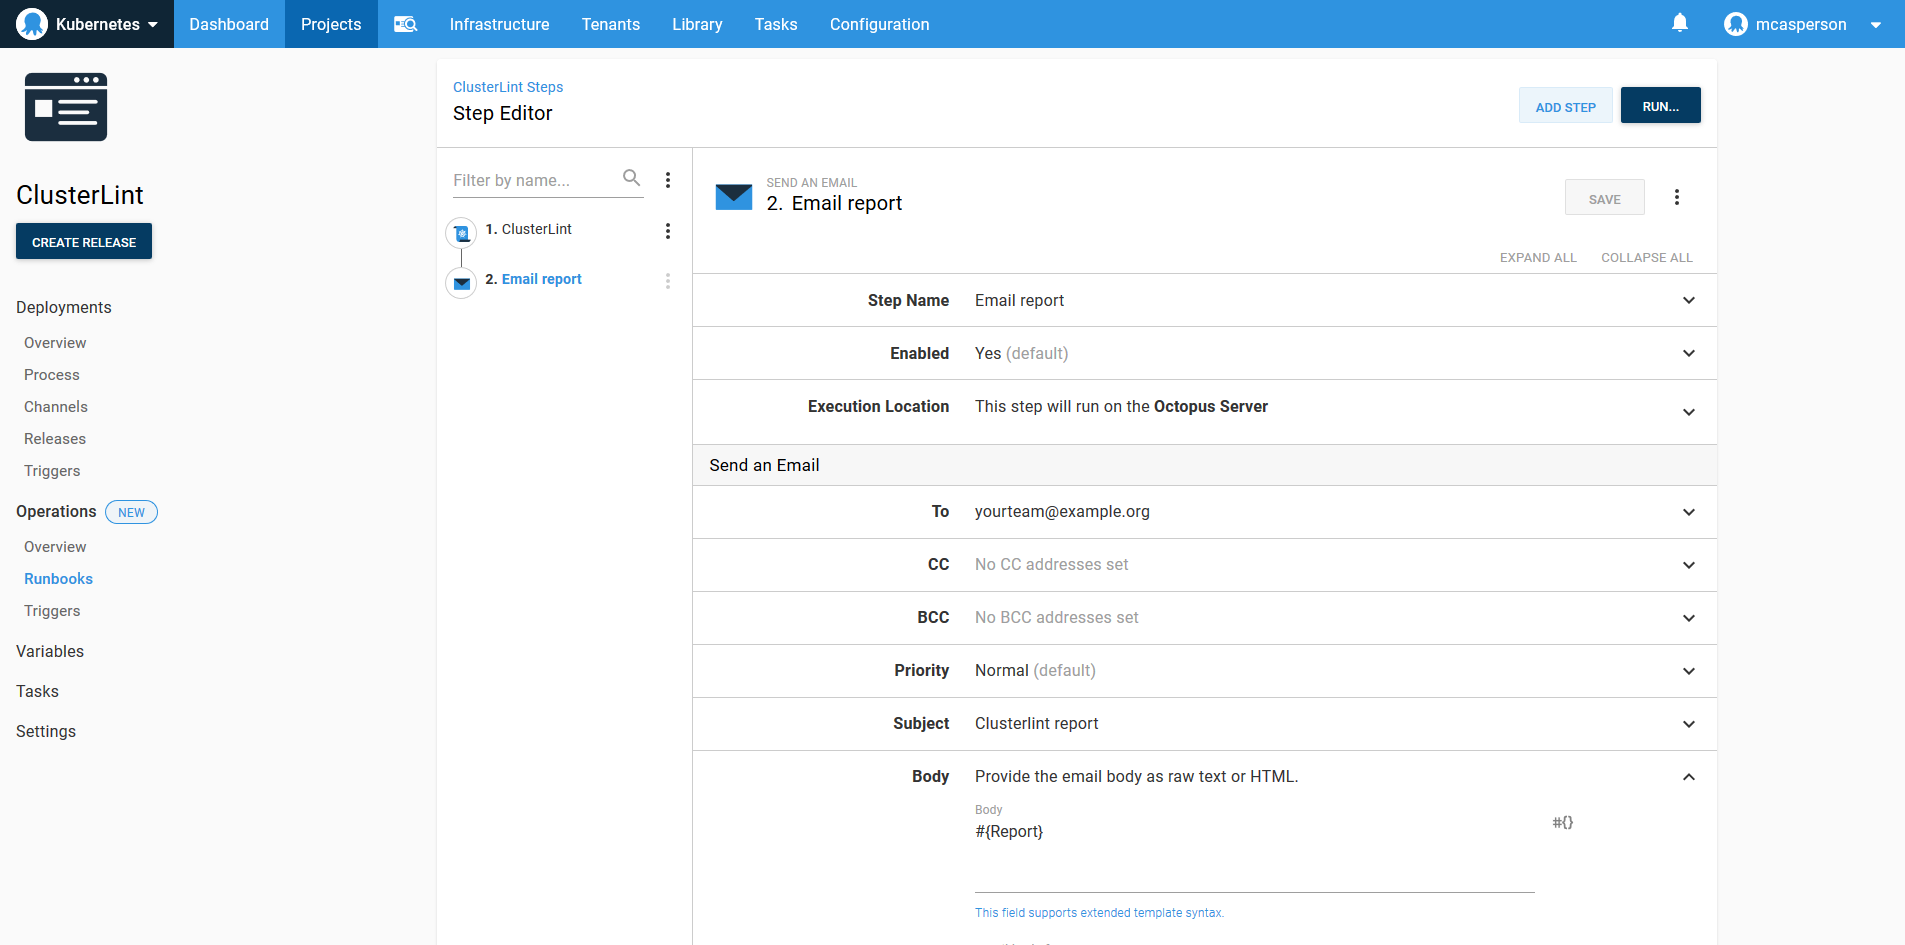 Kubernetes
Dashboard
Projects
Infrastructure
Tenants
Library
Tasks
Configuration
mcasperson
ClusterLint
CREATE RELEASE
Deployments
Overview
Process
Channels
Releases
Triggers
Operations NEW
Overview
Runbooks
Triggers
Variables
Tasks
Settings
ClusterLint Steps
Step Editor
ADD STEP
RUN...
Filter by name...
1. ClusterLint
2. Email report
SEND AN EMAIL
2. Email report
SAVE
EXPAND ALL
COLLAPSE ALL
Step Name Email report
Enabled Yes (default)
Execution Location This step will run on the Octopus Server
Send an Email
To yourteam@example.org
CC No CC addresses set
BCC No BCC addresses set
Priority Normal (default)
Subject Clusterlint report
Body Provide the email body as raw text or HTML.
Body
#{Report}
#{}
This field supports extended template syntax.